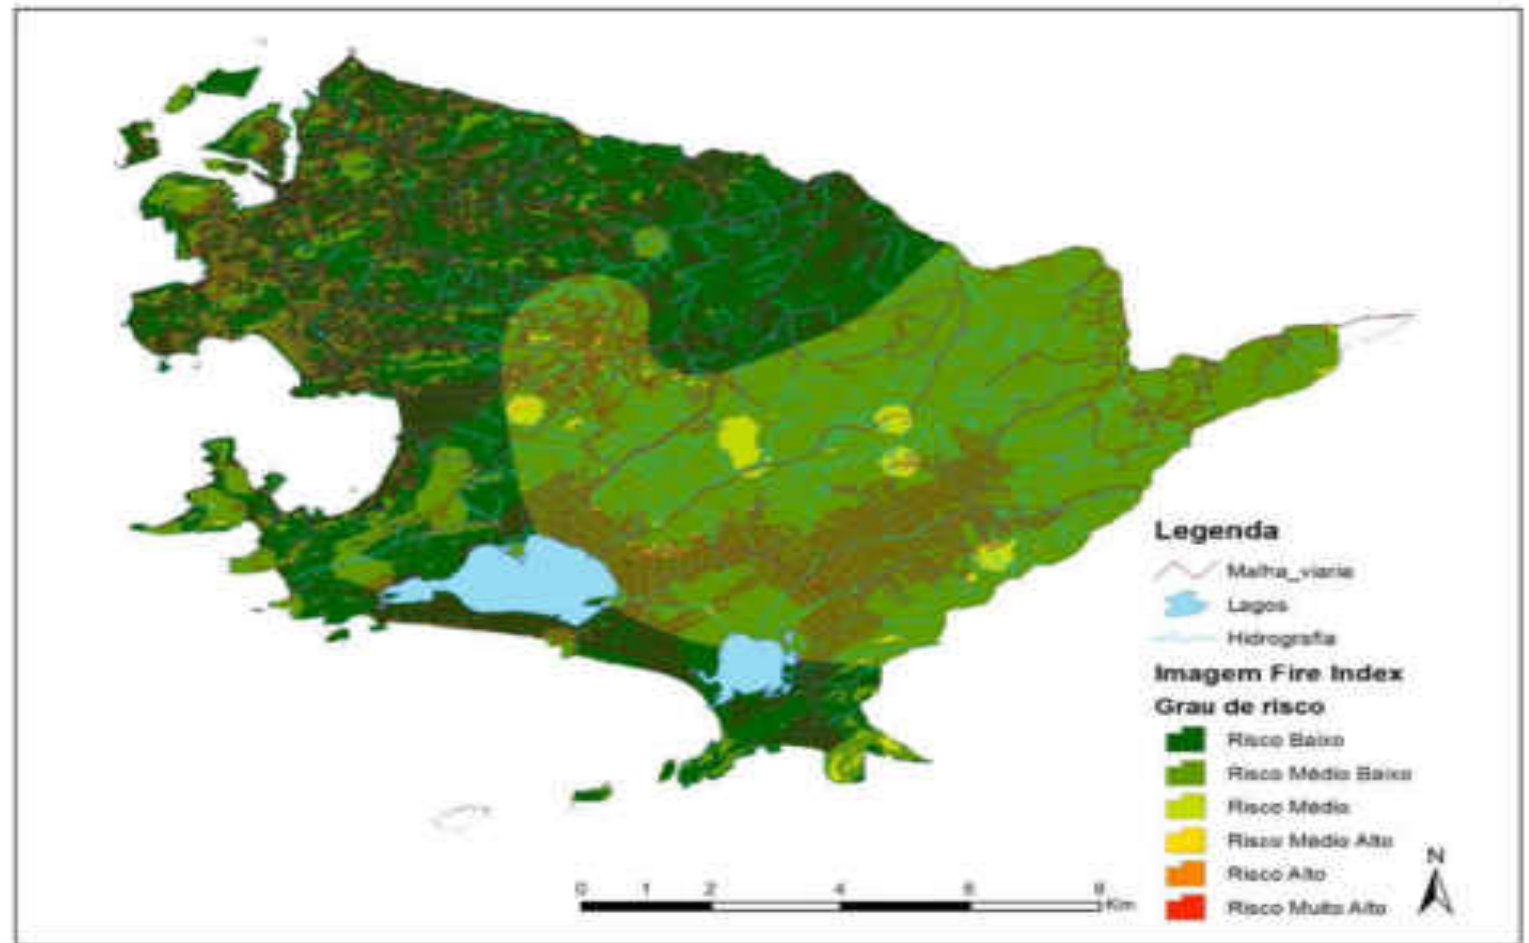 Legenda
Malha_viaria
Lagos
Hidrografia
Imagem Fire Index
Grau de risco
Risco Baixo
Risco Médio Baixo
Risco Médio
Risco Médio Alto
Risco Alto
Risco Muito Alto
N
0 1 2 4 6 8
Km